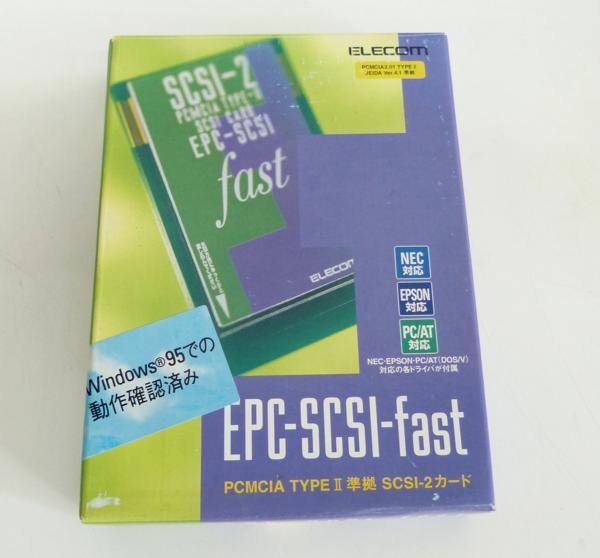 ELECOM
PCMCIA2.01 TYPE II
JEIDA Ver.4.1 準拠
SCSI-2
PCMCIA TYPE-II
SCSI CARD
EPC-SCSI
fast
ELECOM
NEC
対応
EPSON
対応
PC/AT
対応
NEC・EPSON・PC/AT(DOS/V)
対応の各ドライバが付属
Windows®95での
動作確認済み
EPC-SCSI-fast
PCMCIA TYPE II 準拠 SCSI-2カード